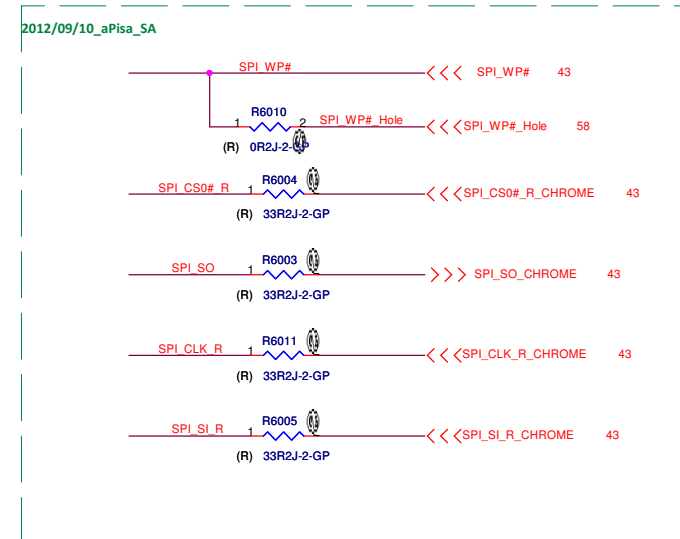 2012/09/10_aPisa_SA
SPI_WP# SPI_WP# 43
R6010
1 2 SPI_WP#_Hole SPI_WP#_Hole 58
(R) 0R2J-2-GP
R6004
SPI_CS0#_R 1 SPI_CS0#_R_CHROME 43
(R) 33R2J-2-GP
R6003
SPI_SO 1 SPI_SO_CHROME 43
(R) 33R2J-2-GP
R6011
SPI_CLK_R 1 SPI_CLK_R_CHROME 43
(R) 33R2J-2-GP
R6005
SPI_SI_R 1 SPI_SI_R_CHROME 43
(R) 33R2J-2-GP